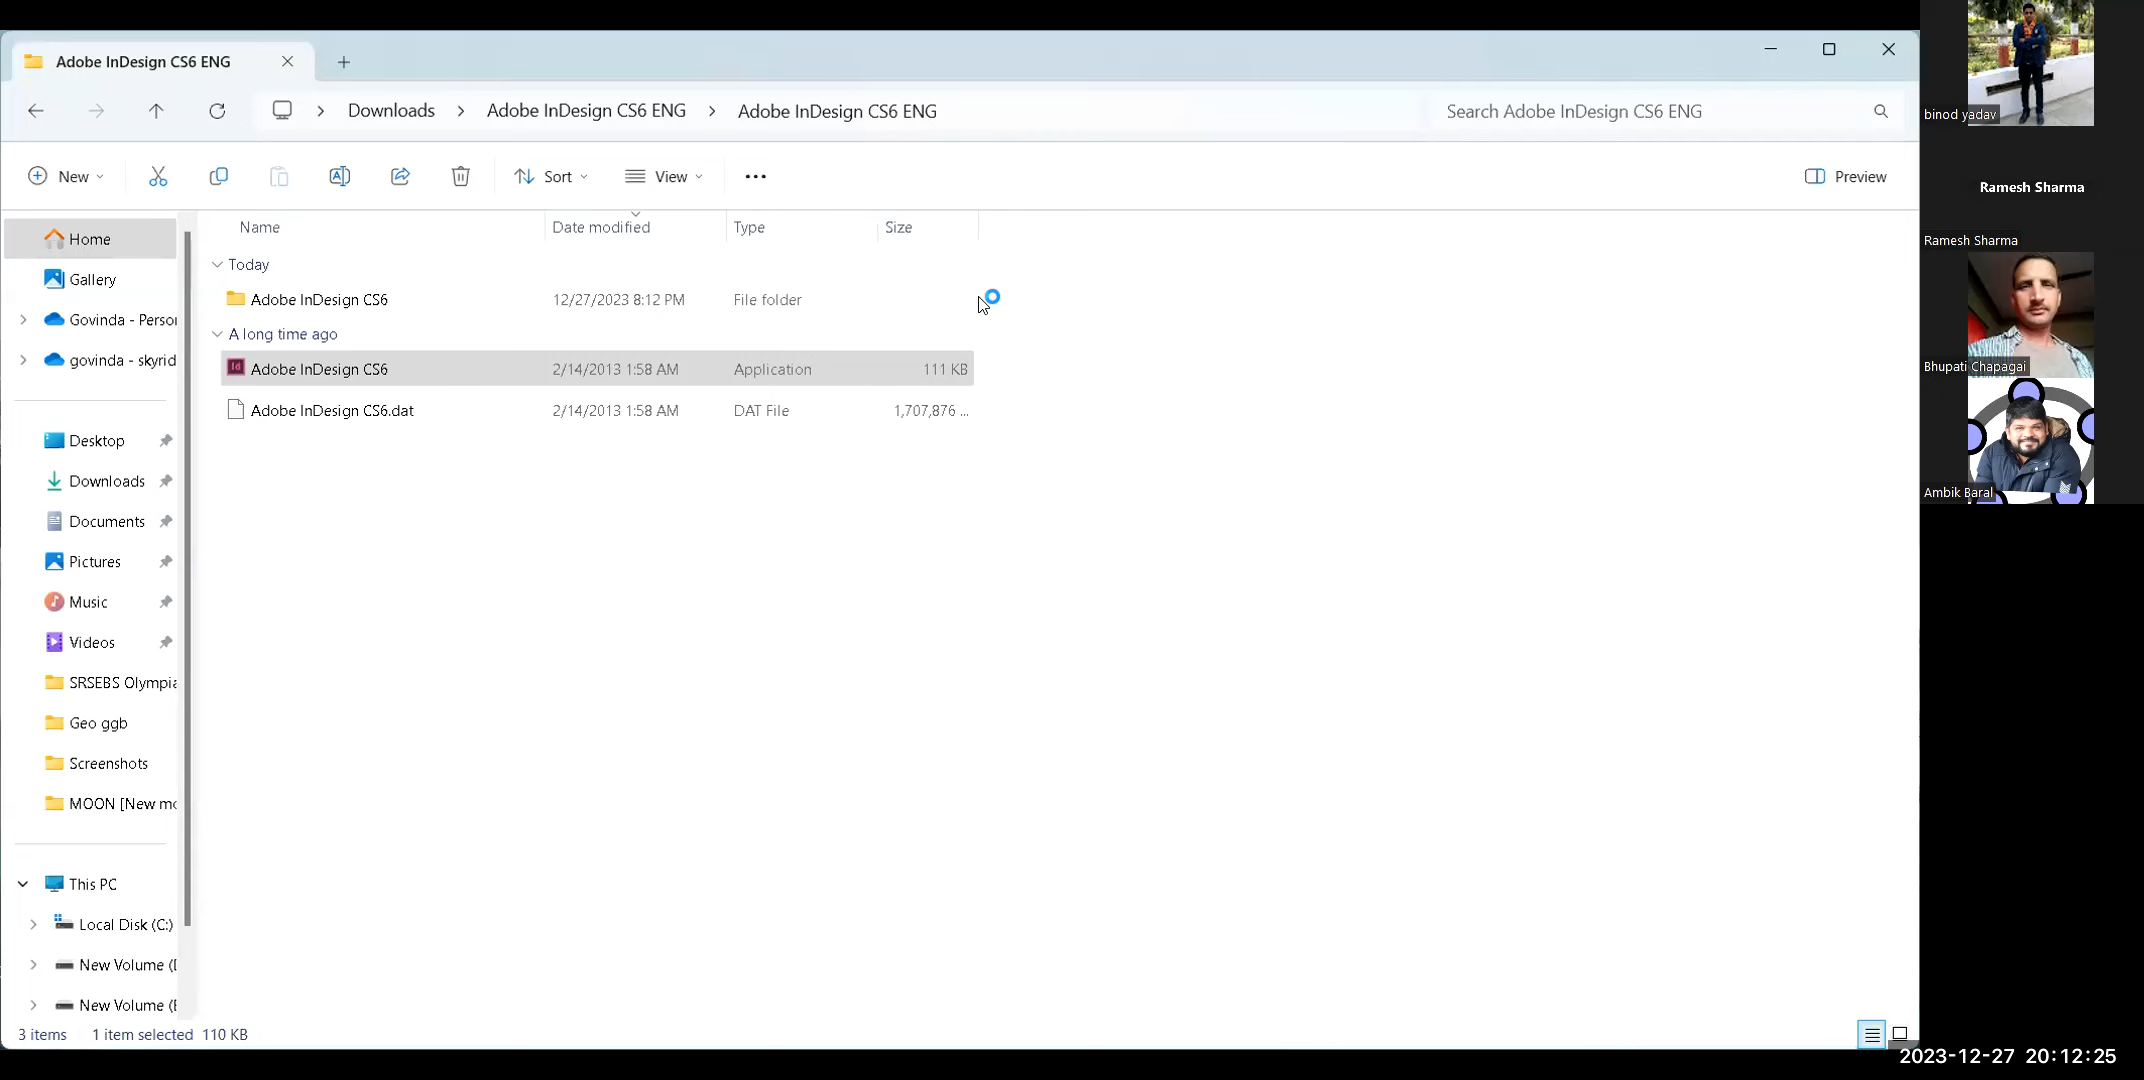 Adobe InDesign CS6 ENG
Downloads > Adobe InDesign CS6 ENG > Adobe InDesign CS6 ENG
Search Adobe InDesign CS6 ENG
New
Sort
View
Preview
Name Date modified Type Size
Today
Adobe InDesign CS6 12/27/2023 8:12 PM File folder
A long time ago
Adobe InDesign CS6 2/14/2013 1:58 AM Application 111 KB
Adobe InDesign CS6.dat 2/14/2013 1:58 AM DAT File 1,707,876 ...
Home
Gallery
Govinda - Person
govinda - skyrid
Desktop
Downloads
Documents
Pictures
Music
Videos
SRSEBS Olympia
Geo ggb
Screenshots
MOON [New mo
This PC
Local Disk (C:)
New Volume (D
New Volume (E
3 items 1 item selected 110 KB
binod yadav
Ramesh Sharma
Ramesh Sharma
Bhupati Chapagai
Ambik Baral
2023-12-27 20:12:25